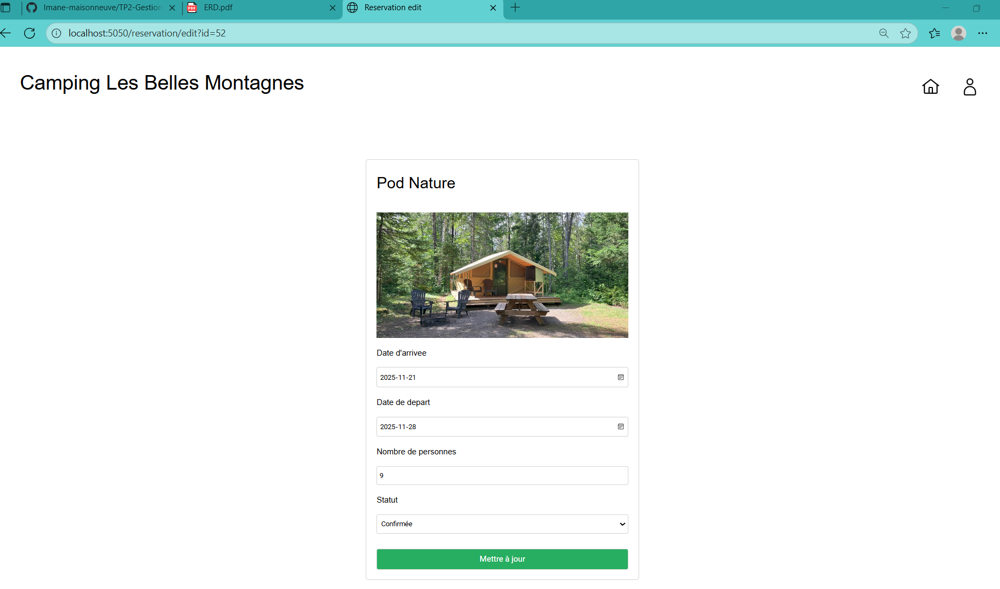 Imane-maisonneuve/TP2-Gestion
PDF
ERD.pdf
Reservation edit
localhost:5050/reservation/edit?id=52
Camping Les Belles Montagnes
Pod Nature
Date d'arrivee
2025-11-21
Date de depart
2025-11-28
Nombre de personnes
9
Statut
Confirmée
Mettre à jour